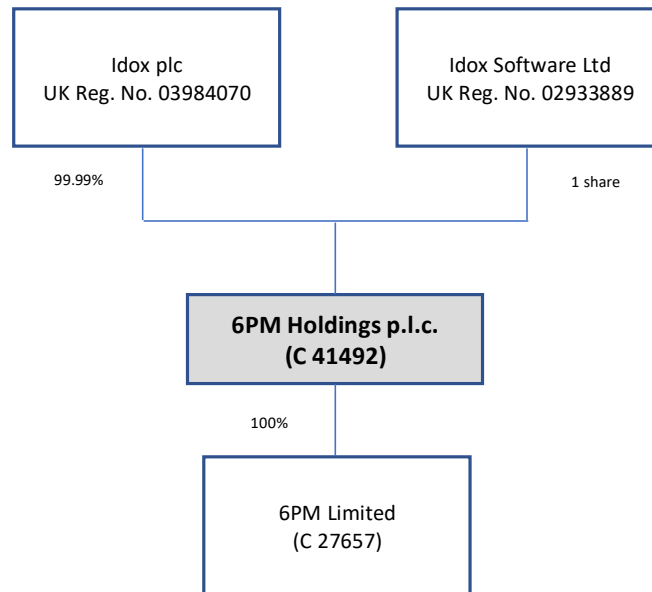 Idox plc
UK Reg. No. 03984070
Idox Software Ltd
UK Reg. No. 02933889
99.99%
1 share
6PM Holdings p.l.c.
(C 41492)
100%
6PM Limited
(C 27657)